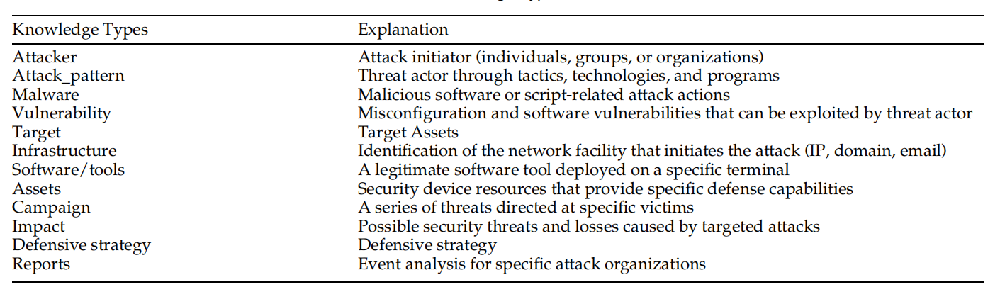 Knowledge Types Explanation
Attacker Attack initiator (individuals, groups, or organizations)
Attack_pattern Threat actor through tactics, technologies, and programs
Malware Malicious software or script-related attack actions
Vulnerability Misconfiguration and software vulnerabilities that can be exploited by threat actor
Target Target Assets
Infrastructure Identification of the network facility that initiates the attack (IP, domain, email)
Software/tools A legitimate software tool deployed on a specific terminal
Assets Security device resources that provide specific defense capabilities
Campaign A series of threats directed at specific victims
Impact Possible security threats and losses caused by targeted attacks
Defensive strategy Defensive strategy
Reports Event analysis for specific attack organizations